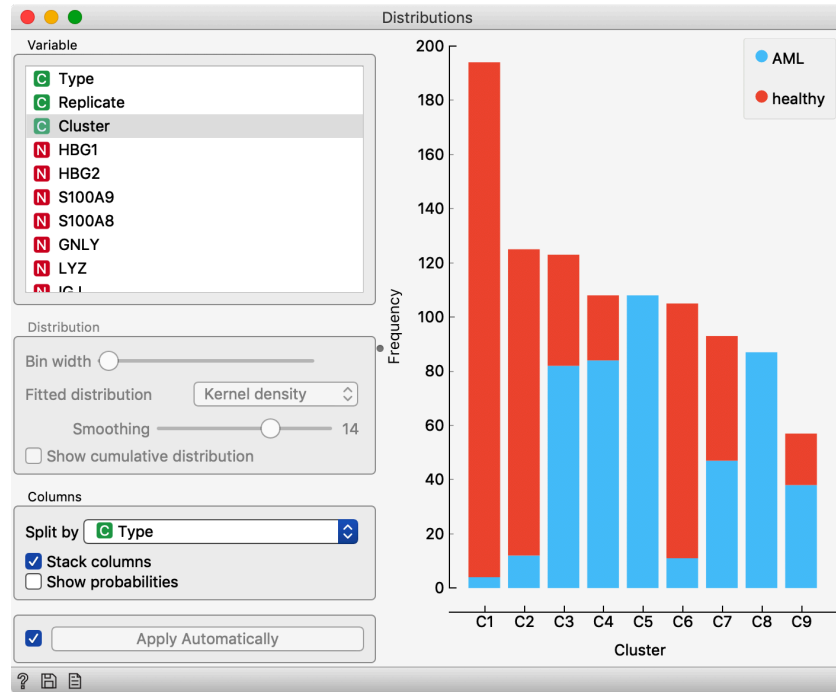 Distributions
Variable
C Type
C Replicate
C Cluster
N HBG1
N HBG2
N S100A9
N S100A8
N GNLY
N LYZ
Distribution
Bin width
Fitted distribution Kernel density
Smoothing 14
Show cumulative distribution
Columns
Split by C Type
Stack columns
Show probabilities
Apply Automatically
?
200
180
160
140
120
100
80
60
40
20
0
Frequency
C1 C2 C3 C4 C5 C6 C7 C8 C9
Cluster
AML
healthy